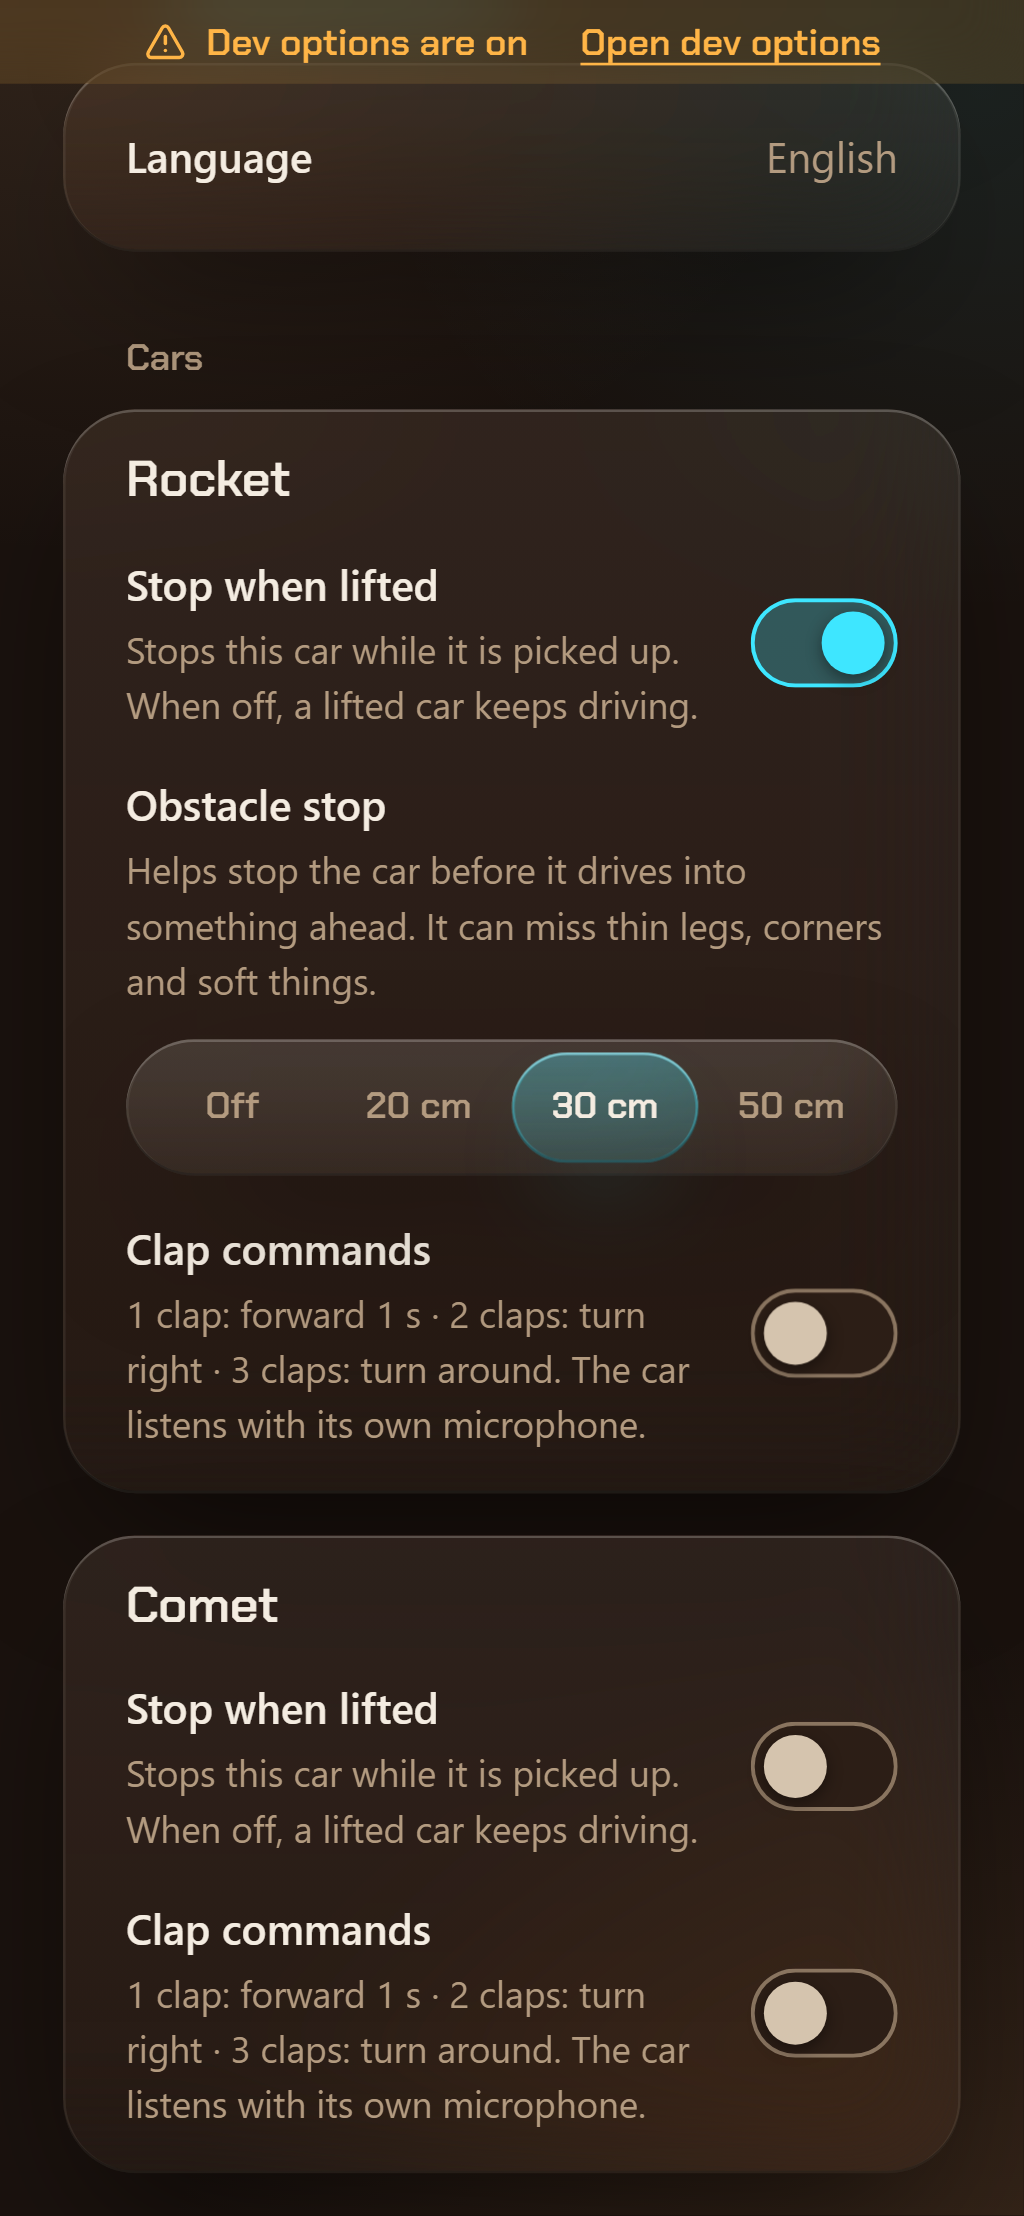 Dev options are on Open dev options
Language English
Cars
Rocket
Stop when lifted
Stops this car while it is picked up.
When off, a lifted car keeps driving.
Obstacle stop
Helps stop the car before it drives into
something ahead. It can miss thin legs, corners
and soft things.
Off 20 cm 30 cm 50 cm
Clap commands
1 clap: forward 1 s · 2 claps: turn
right · 3 claps: turn around. The car
listens with its own microphone.
Comet
Stop when lifted
Stops this car while it is picked up.
When off, a lifted car keeps driving.
Clap commands
1 clap: forward 1 s · 2 claps: turn
right · 3 claps: turn around. The car
listens with its own microphone.